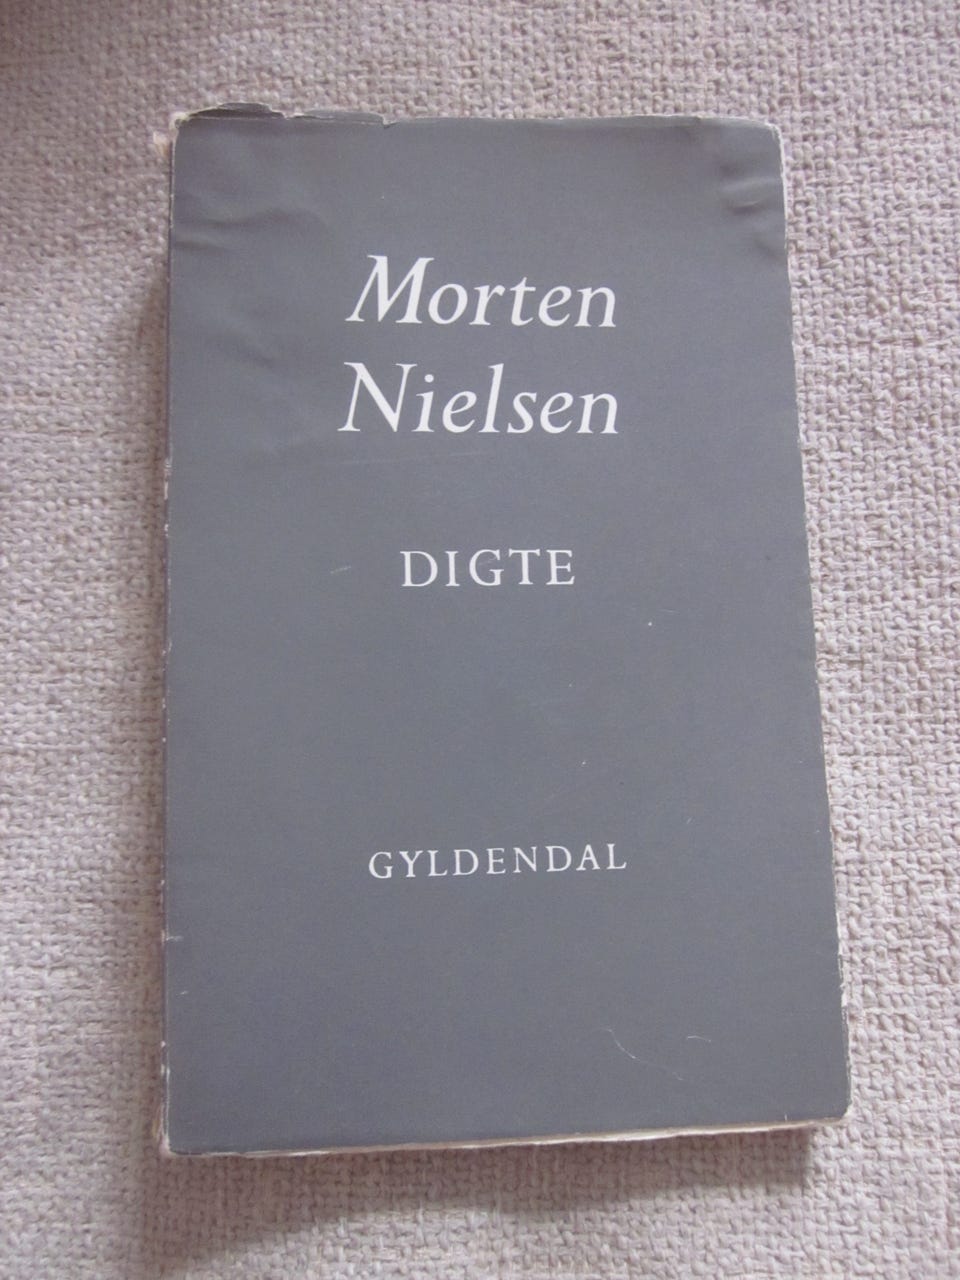 Morten
Nielsen
DIGTE
GYLDENDAL